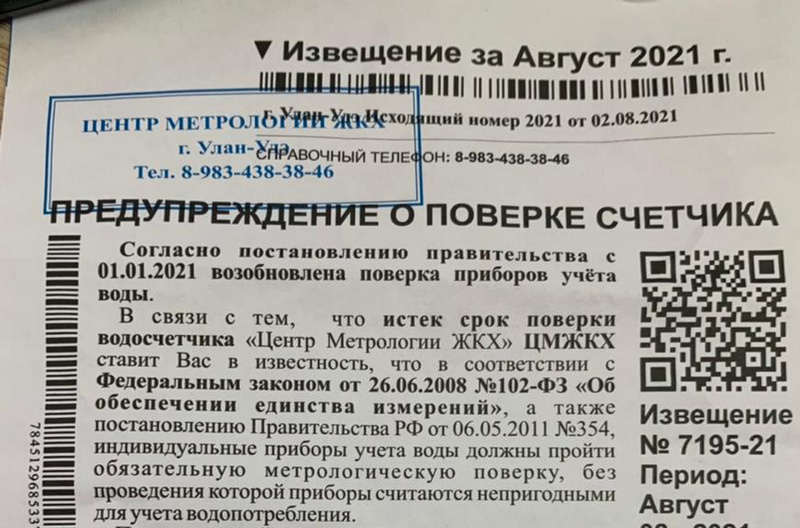 ▼ Извещение за Август 2021 г.
г. Улан-Удэ Исходящий номер 2021 от 02.08.2021
ЦЕНТР МЕТРОЛОГИИ ЖКХ
г. Улан-Удэ
Тел. 8-983-438-38-46
СПРАВОЧНЫЙ ТЕЛЕФОН: 8-983-438-38-46
ПРЕДУПРЕЖДЕНИЕ О ПОВЕРКЕ СЧЕТЧИКА
Согласно постановлению правительства с
01.01.2021 возобновлена поверка приборов учёта
воды.
В связи с тем, что истек срок поверки
водосчетчика «Центр Метрологии ЖКХ» ЦМЖКХ
ставит Вас в известность, что в соответствии с
Федеральным законом от 26.06.2008 №102-ФЗ «Об
обеспечении единства измерений», а также
постановлению Правительства РФ от 06.05.2011 №354,
индивидуальные приборы учета воды должны пройти
обязательную метрологическую поверку, без
проведения которой приборы считаются непригодными
для учета водопотребления.
Извещение
№ 7195-21
Период:
Август